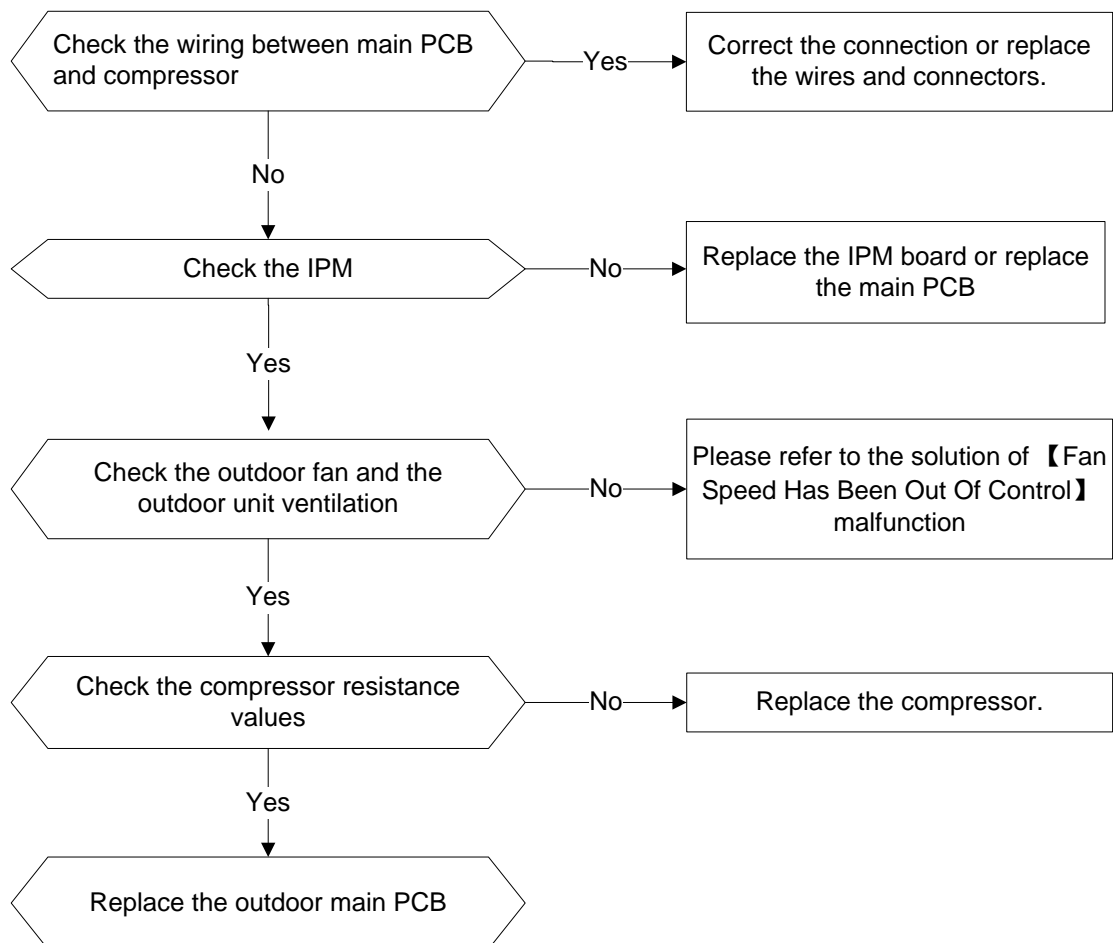 Check the wiring between main PCB
and compressor
Yes
Correct the connection or replace
the wires and connectors.
No
Check the IPM
No
Replace the IPM board or replace
the main PCB
Yes
Check the outdoor fan and the
outdoor unit ventilation
No
Please refer to the solution of 【Fan
Speed Has Been Out Of Control】
malfunction
Yes
Check the compressor resistance
values
No
Replace the compressor.
Yes
Replace the outdoor main PCB